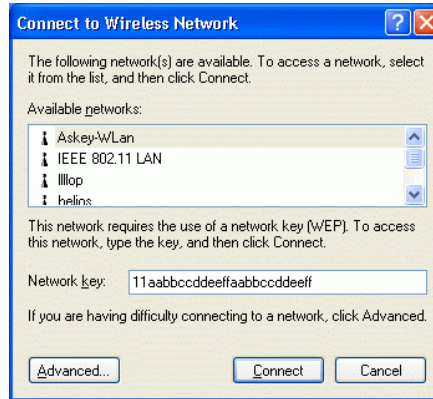 Connect to Wireless Network
The following network(s) are available. To access a network, select
it from the list, and then click Connect.
Available networks:
Askey-WLan
IEEE 802.11 LAN
llllop
helios
This network requires the use of a network key (WEP). To access
this network, type the key, and then click Connect.
Network key: 11aabbccddeeffaabbccddeeff
If you are having difficulty connecting to a network, click Advanced.
Advanced... Connect Cancel